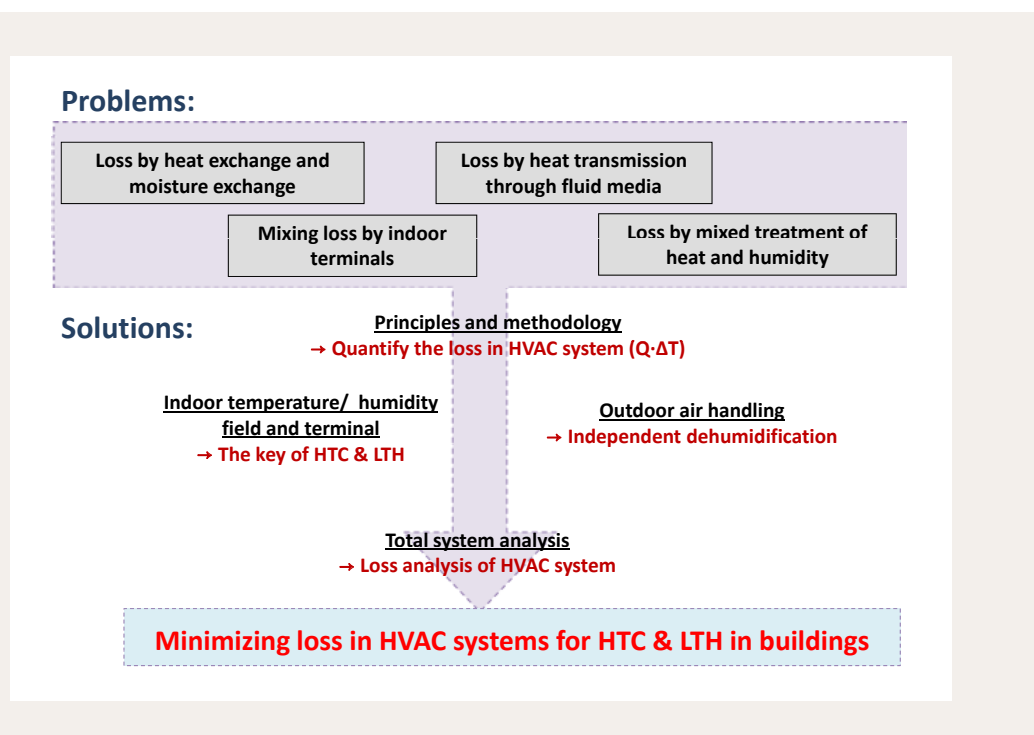 Problems:
Loss by heat exchange and
moisture exchange
Loss by heat transmission
through fluid media
Mixing loss by indoor
terminals
Loss by mixed treatment of
heat and humidity
Solutions:
Principles and methodology
→ Quantify the loss in HVAC system (Q·ΔT)
Indoor temperature/ humidity
field and terminal
→ The key of HTC & LTH
Outdoor air handling
→ Independent dehumidification
Total system analysis
→ Loss analysis of HVAC system
Minimizing loss in HVAC systems for HTC & LTH in buildings